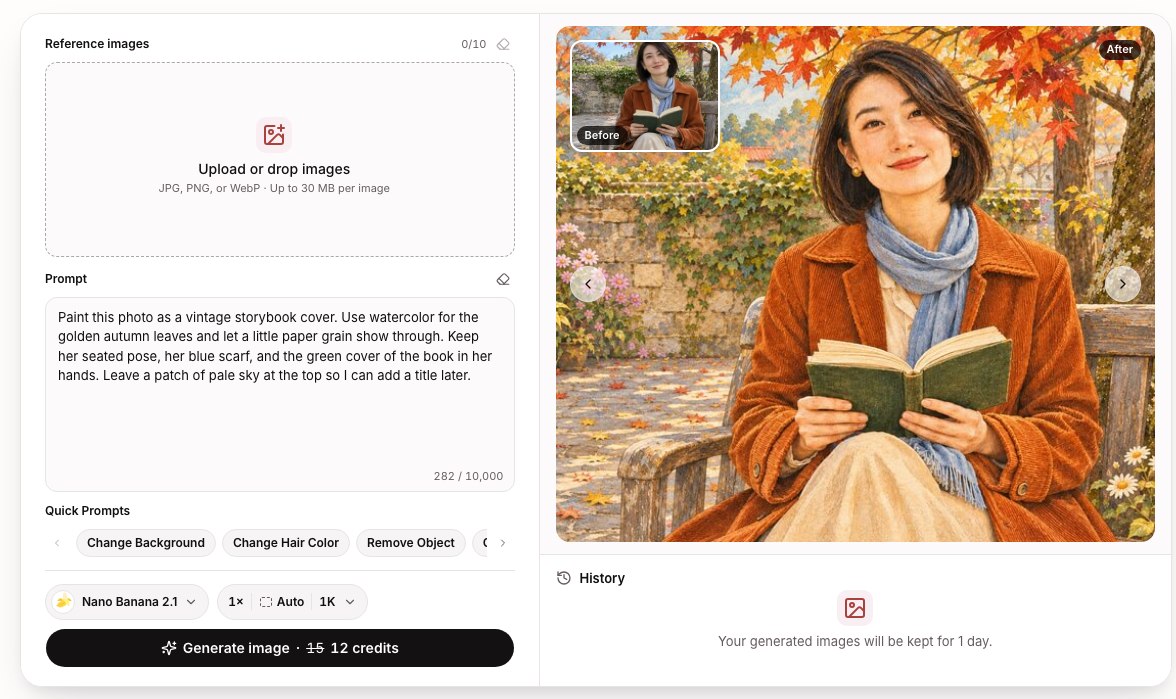 Reference images
0/10
Upload or drop images
JPG, PNG, or WebP · Up to 30 MB per image
Prompt
Paint this photo as a vintage storybook cover. Use watercolor for the
golden autumn leaves and let a little paper grain show through. Keep
her seated pose, her blue scarf, and the green cover of the book in her
hands. Leave a patch of pale sky at the top so I can add a title later.
282 / 10,000
Quick Prompts
Change Background
Change Hair Color
Remove Object
Nano Banana 2.1
1× Auto 1K
Generate image · 15 12 credits
Before
After
History
Your generated images will be kept for 1 day.